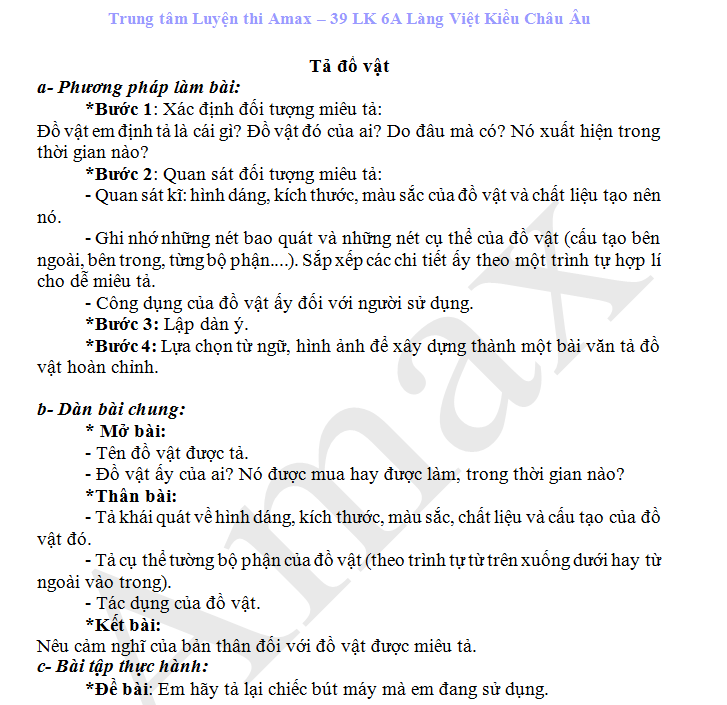 Trung tâm Luyện thi Amax – 39 LK 6A Làng Việt Kiều Châu Âu
Tả đồ vật
a- Phương pháp làm bài:
*Bước 1: Xác định đối tượng miêu tả:
Đồ vật em định tả là cái gì? Đồ vật đó của ai? Do đâu mà có? Nó xuất hiện trong
thời gian nào?
*Bước 2: Quan sát đối tượng miêu tả:
- Quan sát kĩ: hình dáng, kích thước, màu sắc của đồ vật và chất liệu tạo nên
nó.
- Ghi nhớ những nét bao quát và những nét cụ thể của đồ vật (cấu tạo bên
ngoài, bên trong, từng bộ phận....). Sắp xếp các chi tiết ấy theo một trình tự hợp lí
cho dễ miêu tả.
- Công dụng của đồ vật ấy đối với người sử dụng.
*Bước 3: Lập dàn ý.
*Bước 4: Lựa chọn từ ngữ, hình ảnh để xây dựng thành một bài văn tả đồ
vật hoàn chỉnh.
b- Dàn bài chung:
* Mở bài:
- Tên đồ vật được tả.
- Đồ vật ấy của ai? Nó được mua hay được làm, trong thời gian nào?
*Thân bài:
- Tả khái quát về hình dáng, kích thước, màu sắc, chất liệu và cấu tạo của đồ
vật đó.
- Tả cụ thể tường bộ phận của đồ vật (theo trình tự từ trên xuống dưới hay từ
ngoài vào trong).
- Tác dụng của đồ vật.
*Kết bài:
Nêu cảm nghĩ của bản thân đối với đồ vật được miêu tả.
c- Bài tập thực hành:
*Đề bài: Em hãy tả lại chiếc bút máy mà em đang sử dụng.
Amax